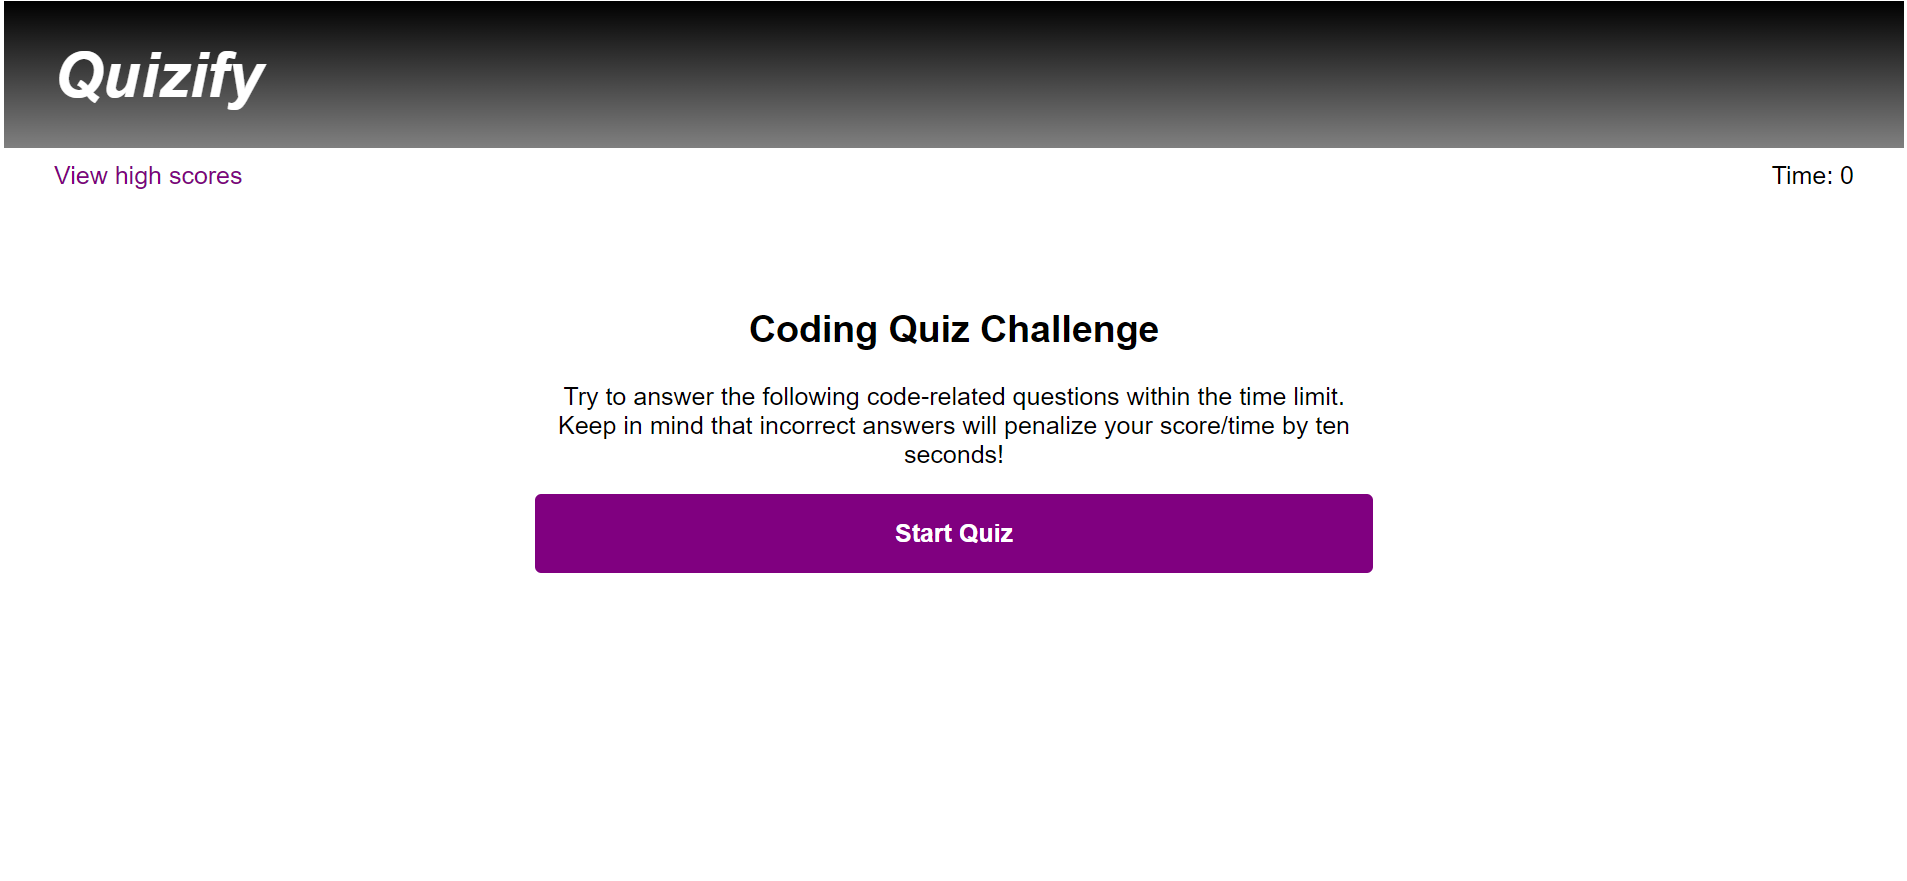 Quizify
View high scores
Time: 0
Coding Quiz Challenge
Try to answer the following code-related questions within the time limit.
Keep in mind that incorrect answers will penalize your score/time by ten
seconds!
Start Quiz